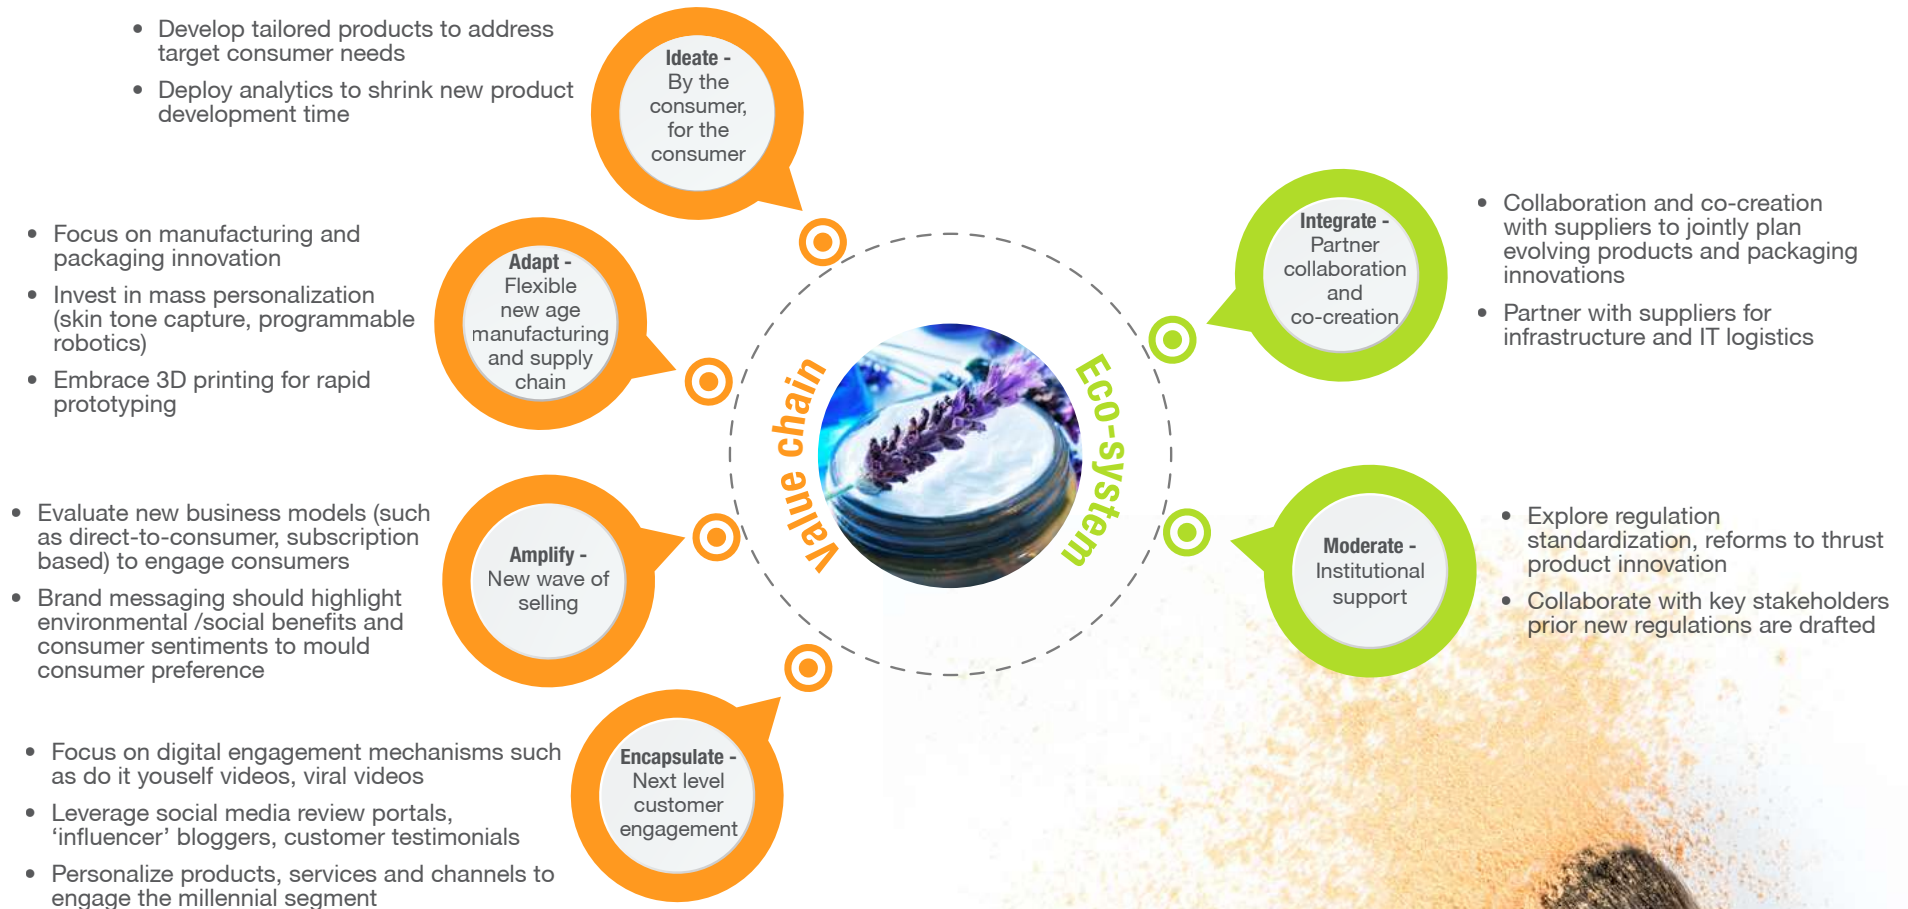 • Develop tailored products to address
target consumer needs
• Deploy analytics to shrink new product
development time
Ideate -
By the
consumer,
for the
consumer
• Focus on manufacturing and
packaging innovation
• Invest in mass personalization
(skin tone capture, programmable
robotics)
• Embrace 3D printing for rapid
prototyping
Adapt -
Flexible
new age
manufacturing
and supply
chain
• Evaluate new business models (such
as direct-to-consumer, subscription
based) to engage consumers
• Brand messaging should highlight
environmental /social benefits and
consumer sentiments to mould
consumer preference
Amplify -
New wave of
selling
• Focus on digital engagement mechanisms such
as do it youself videos, viral videos
• Leverage social media review portals,
‘influencer’ bloggers, customer testimonials
• Personalize products, services and channels to
engage the millennial segment
Encapsulate -
Next level
customer
engagement
Value chain
Eco-system
Integrate -
Partner
collaboration
and
co-creation
• Collaboration and co-creation
with suppliers to jointly plan
evolving products and packaging
innovations
• Partner with suppliers for
infrastructure and IT logistics
Moderate -
Institutional
support
• Explore regulation
standardization, reforms to thrust
product innovation
• Collaborate with key stakeholders
prior new regulations are drafted